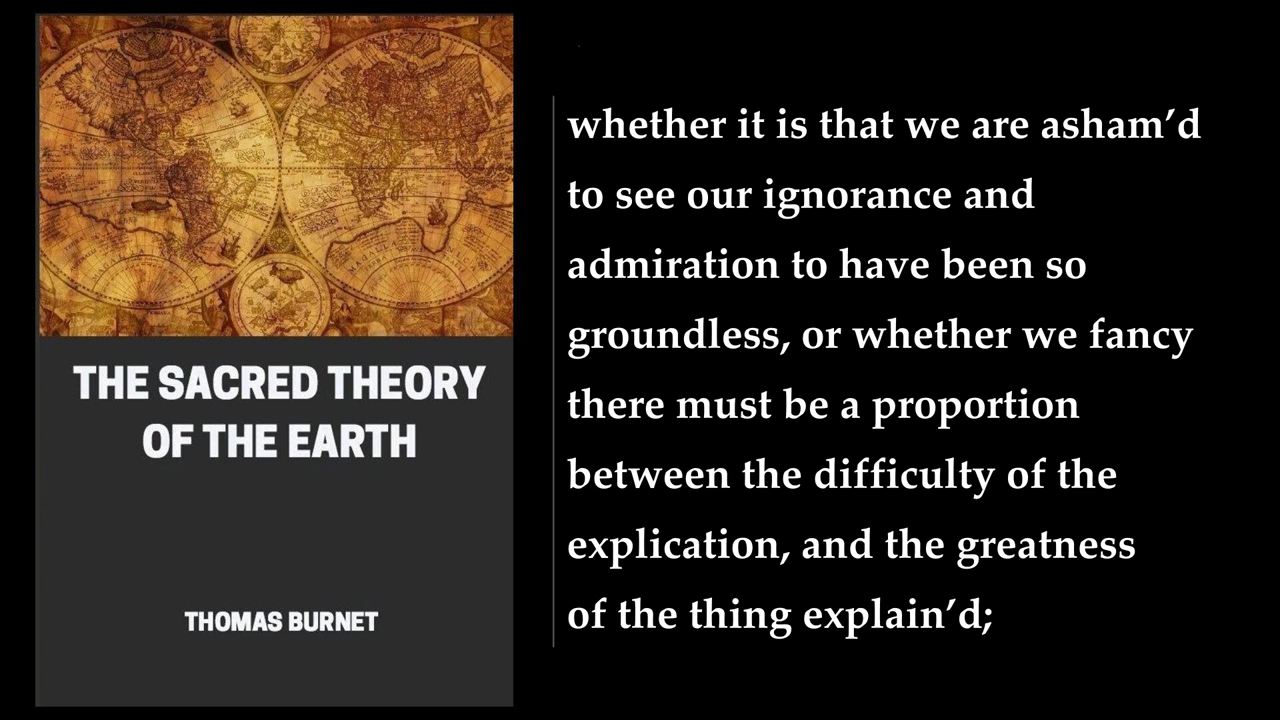 THE SACRED THEORY
OF THE EARTH
THOMAS BURNET
whether it is that we are asham’d
to see our ignorance and
admiration to have been so
groundless, or whether we fancy
there must be a proportion
between the difficulty of the
explication, and the greatness
of the thing explain’d;